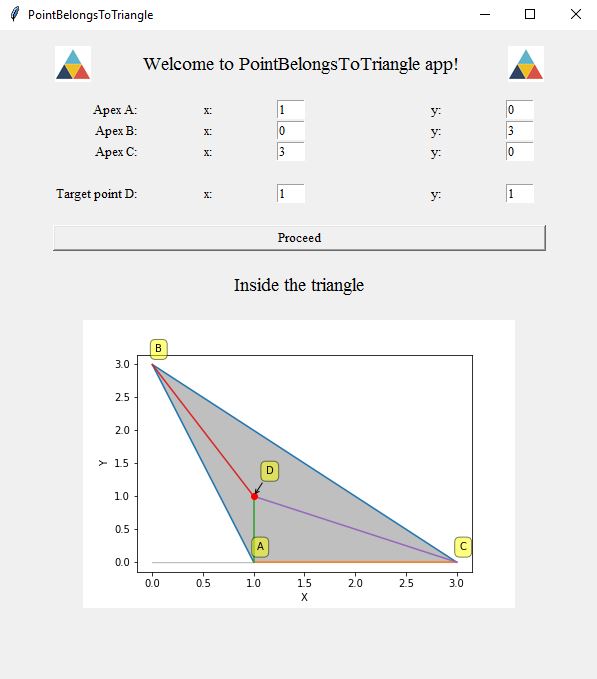 PointBelongsToTriangle
Welcome to PointBelongsToTriangle app!
Apex A: x: 1 y: 0
Apex B: x: 0 y: 3
Apex C: x: 3 y: 0
Target point D: x: 1 y: 1
Proceed
Inside the triangle
B
3.0
2.5
2.0
Y
1.5
D
1.0
0.5
A
C
0.0
0.0 0.5 1.0 1.5 2.0 2.5 3.0
X